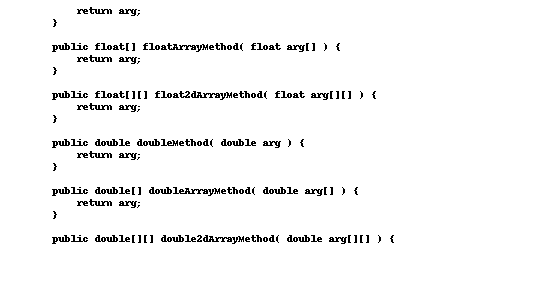 return arg;
}
public float[] floatArrayMethod( float arg[] ) {
return arg;
}
public float[][] float2dArrayMethod( float arg[][] ) {
return arg;
}
public double doubleMethod( double arg ) {
return arg;
}
public double[] doubleArrayMethod( double arg[] ) {
return arg;
}
public double[][] double2dArrayMethod( double arg[][] ) {